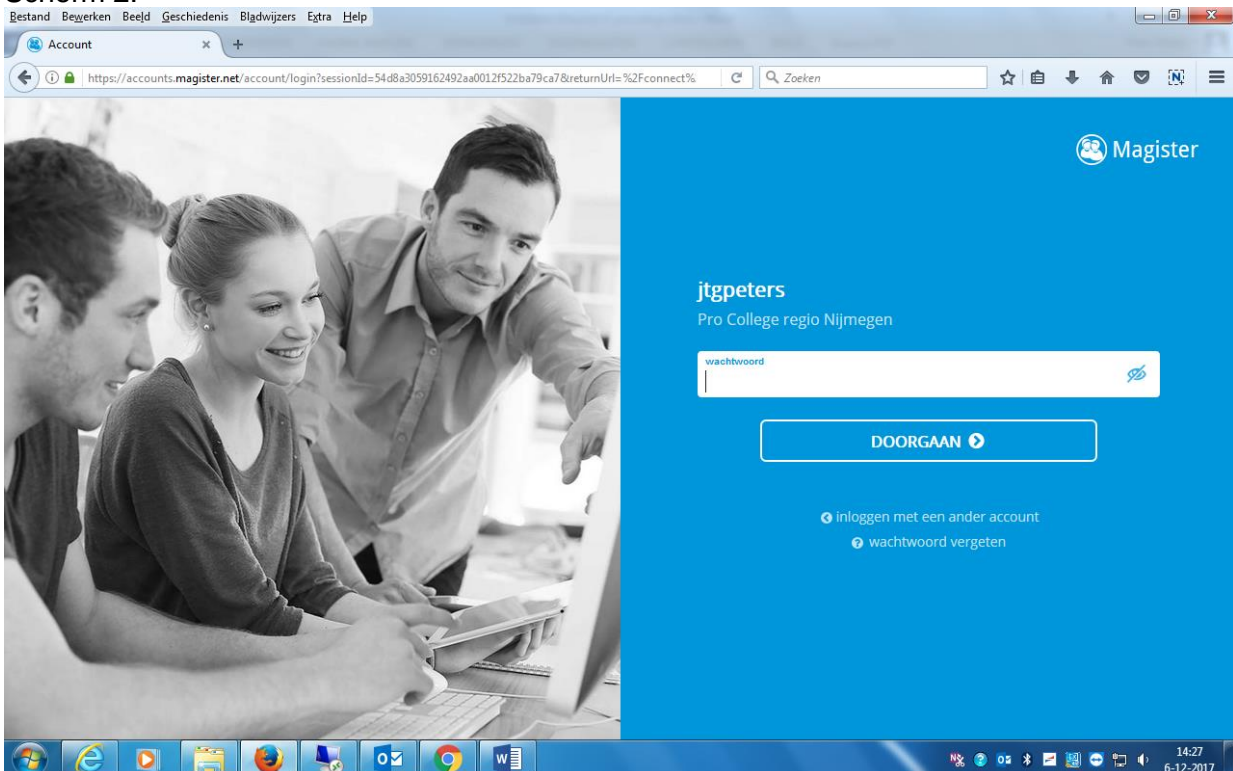 Scherm 2:
Bestand Bewerken Beeld Geschiedenis Bladwijzers Extra Help
Account × +
https://accounts.magister.net/account/login?sessionId=54d8a3059162492aa0012f522ba79ca7&returnUrl=%2Fconnect% Zoeken
Magister
jtgpeters
Pro College regio Nijmegen
wachtwoord
DOORGAAN
inloggen met een ander account
wachtwoord vergeten
14:27
6-12-2017